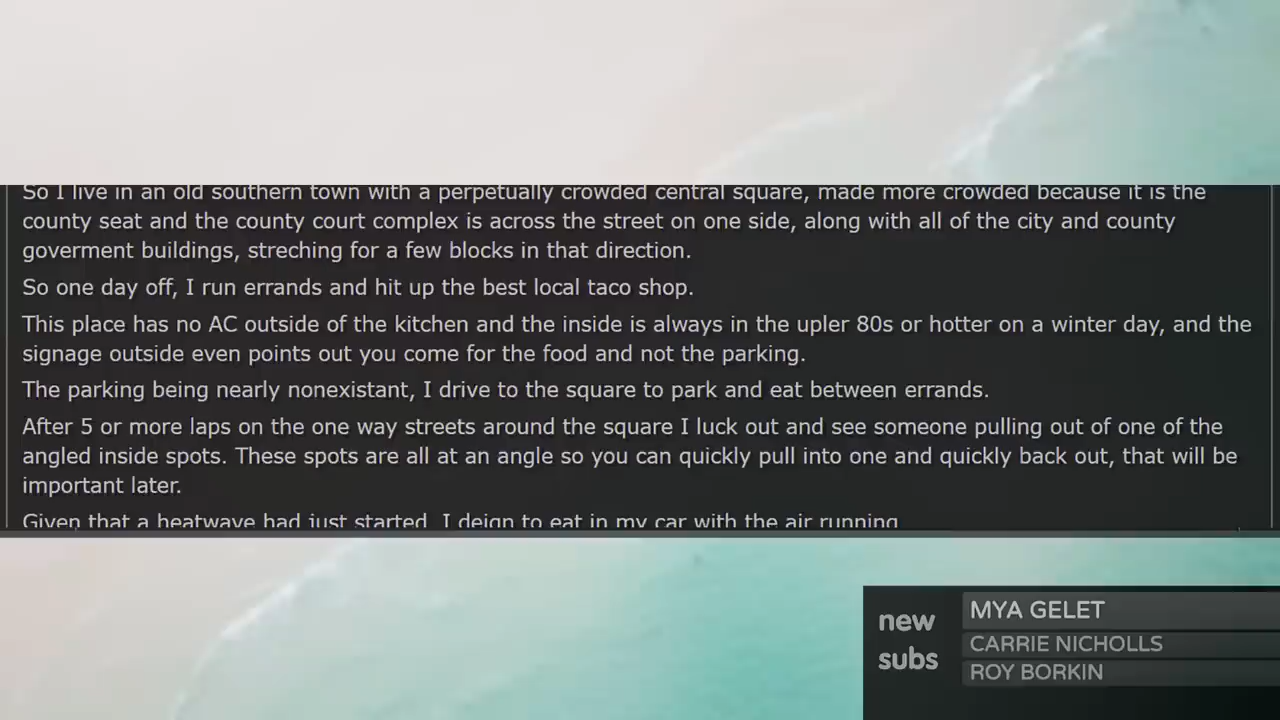 So I live in an old southern town with a perpetually crowded central square, made more crowded because it is the
county seat and the county court complex is across the street on one side, along with all of the city and county
goverment buildings, streching for a few blocks in that direction.
So one day off, I run errands and hit up the best local taco shop.
This place has no AC outside of the kitchen and the inside is always in the upler 80s or hotter on a winter day, and the
signage outside even points out you come for the food and not the parking.
The parking being nearly nonexistant, I drive to the square to park and eat between errands.
After 5 or more laps on the one way streets around the square I luck out and see someone pulling out of one of the
angled inside spots. These spots are all at an angle so you can quickly pull into one and quickly back out, that will be
important later.
Given that a heatwave had just started, I deign to eat in my car with the air running
new
subs
MYA GELET
CARRIE NICHOLLS
ROY BORKIN